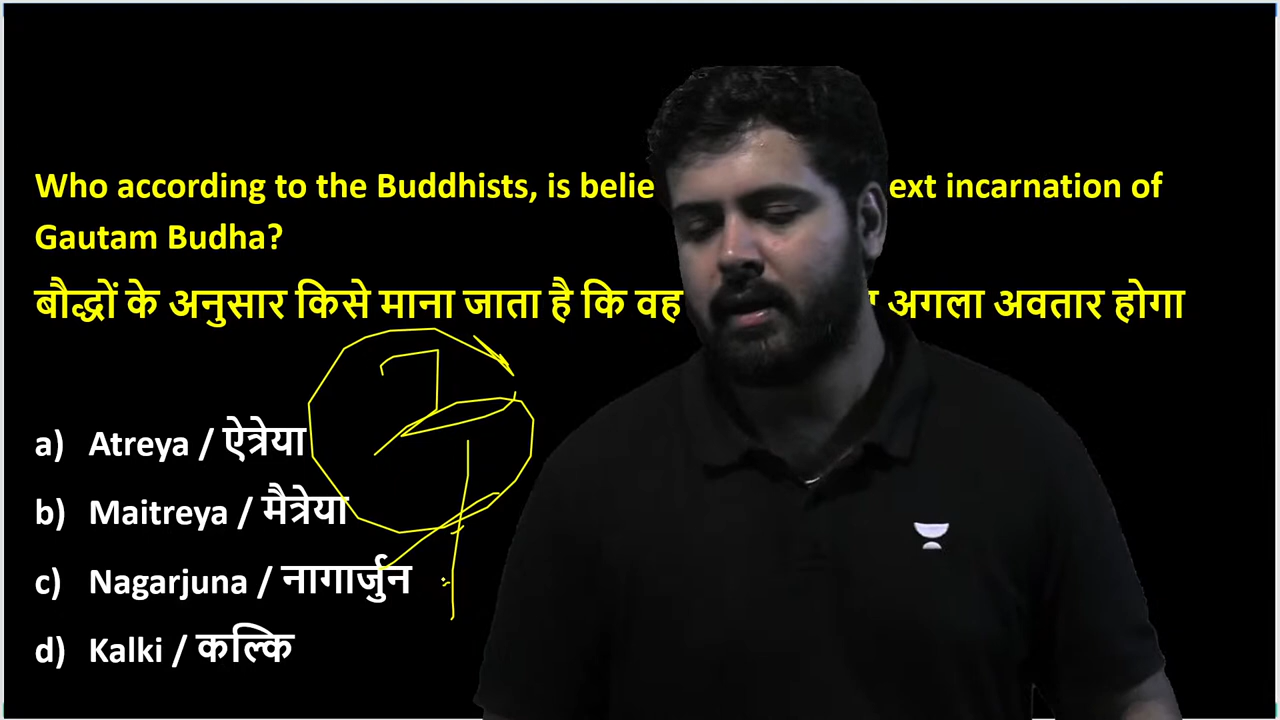 Who according to the Buddhists, is belie ext incarnation of
Gautam Budha?
बौद्धों के अनुसार किसे माना जाता है कि वह अगला अवतार होगा
a) Atreya / ऐत्रेया
b) Maitreya / मैत्रेया
c) Nagarjuna / नागार्जुन
d) Kalki / कल्कि